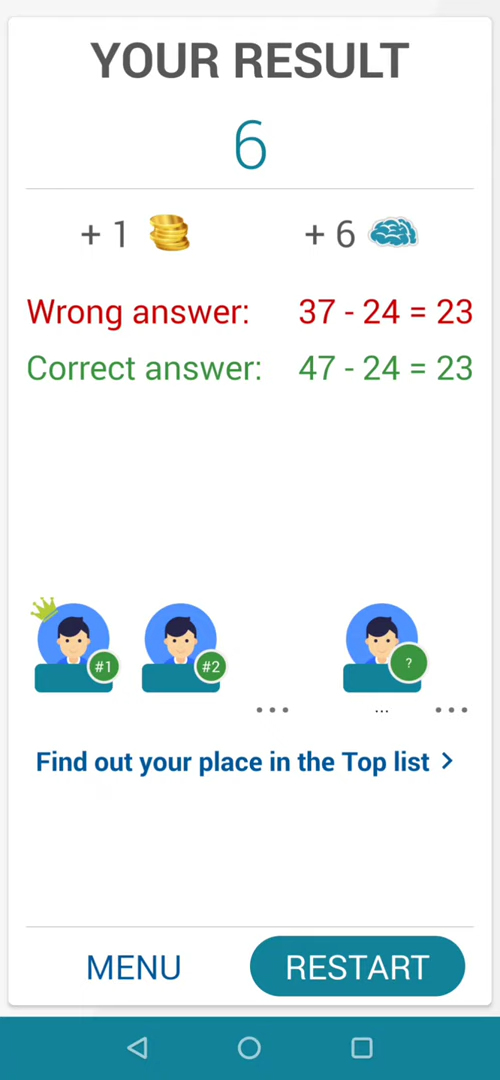 YOUR RESULT
6
+ 1 + 6
Wrong answer: 37 - 24 = 23
Correct answer: 47 - 24 = 23
#1 #2 ?
... ... ...
Find out your place in the Top list >
MENU RESTART